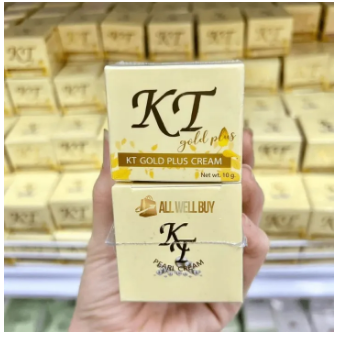 KT
gold plus
KT GOLD PLUS CREAM
Net wt. 10 g
ALL WELL BUY
KT
PEARL CREAM